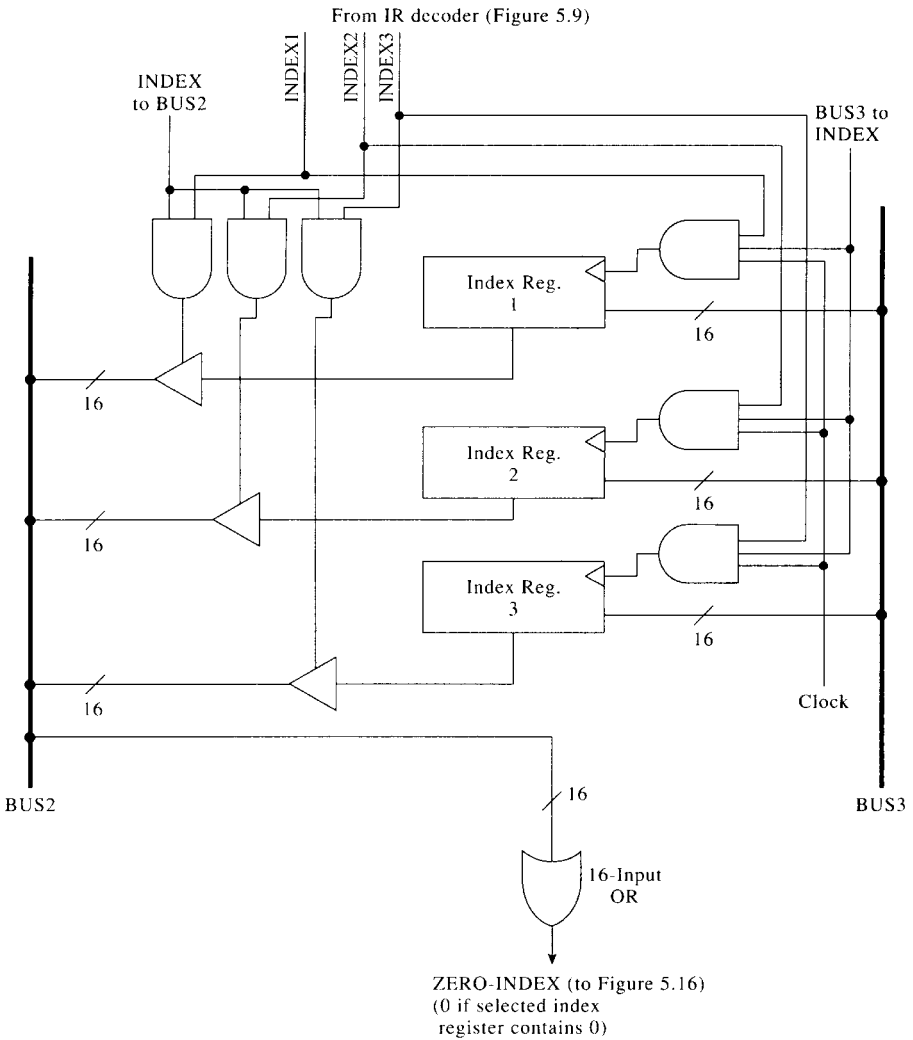 From IR decoder (Figure 5.9)
INDEX1
INDEX2
INDEX3
INDEX
to BUS2
BUS3 to
INDEX
Index Reg.
1
16
16
Index Reg.
2
16
16
Index Reg.
3
16
16
Clock
BUS2
BUS3
16
16-Input
OR
ZERO-INDEX (to Figure 5.16)
(0 if selected index
register contains 0)